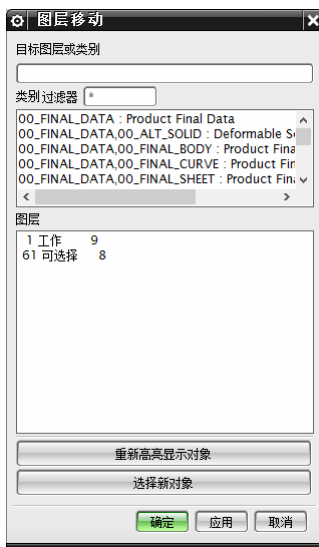 图层移动
目标图层或类别
类别过滤器 *
00_FINAL_DATA : Product Final Data
00_FINAL_DATA,00_ALT_SOLID : Deformable S
00_FINAL_DATA,00_FINAL_BODY : Product Fina
00_FINAL_DATA,00_FINAL_CURVE : Product Fin
00_FINAL_DATA,00_FINAL_SHEET : Product Fina
图层
1 工作 9
61 可选择 8
重新高亮显示对象
选择新对象
确定 应用 取消